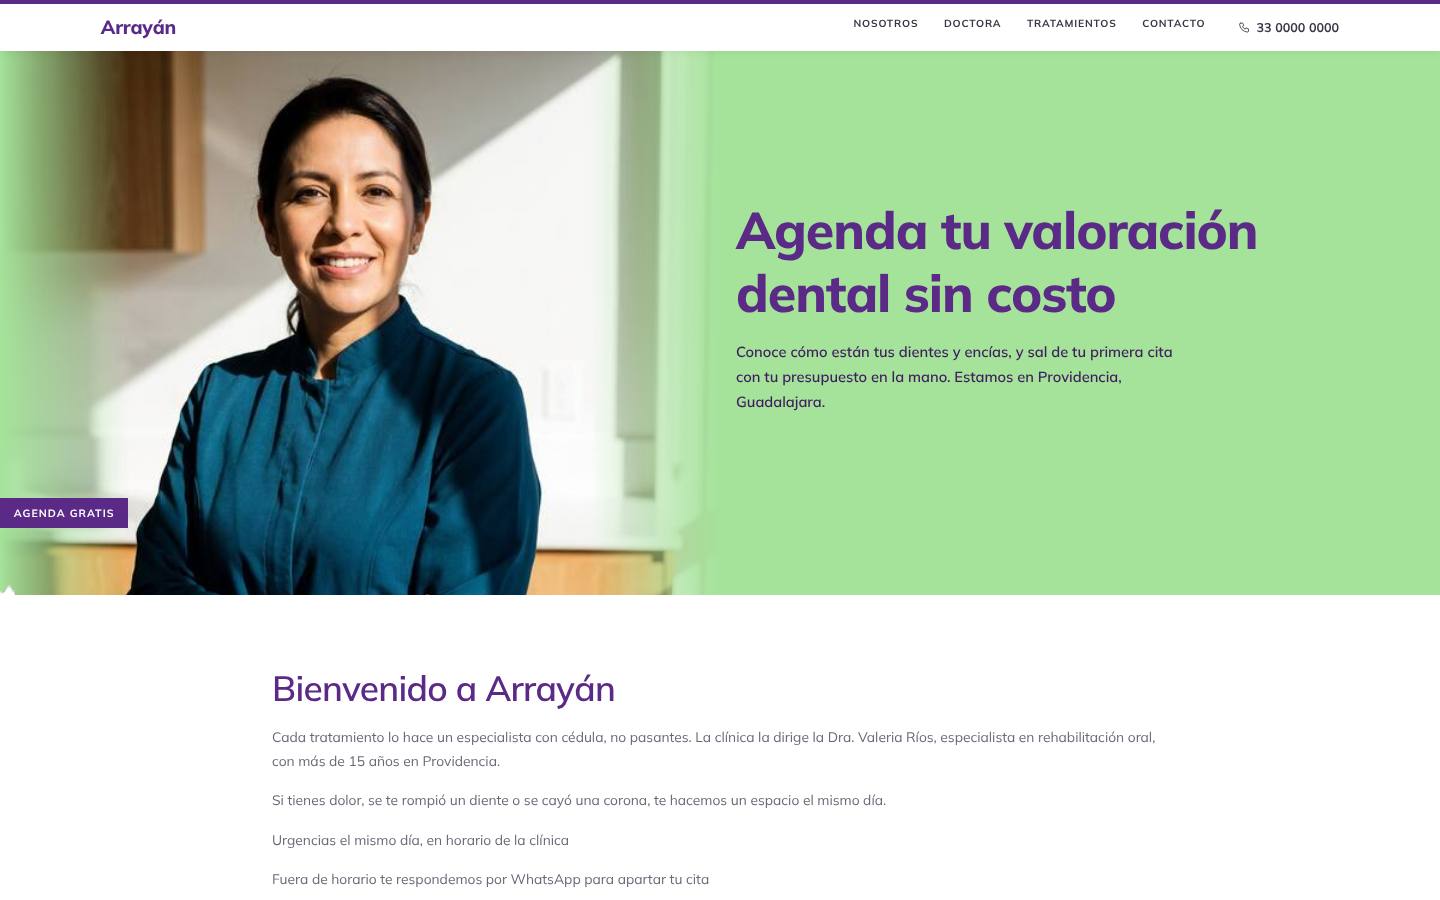 Arrayán
NOSOTROS
DOCTORA
TRATAMIENTOS
CONTACTO
33 0000 0000
Agenda tu valoración
dental sin costo
Conoce cómo están tus dientes y encías, y sal de tu primera cita
con tu presupuesto en la mano. Estamos en Providencia,
Guadalajara.
AGENDA GRATIS
Bienvenido a Arrayán
Cada tratamiento lo hace un especialista con cédula, no pasantes. La clínica la dirige la Dra. Valeria Ríos, especialista en rehabilitación oral,
con más de 15 años en Providencia.
Si tienes dolor, se te rompió un diente o se cayó una corona, te hacemos un espacio el mismo día.
Urgencias el mismo día, en horario de la clínica
Fuera de horario te respondemos por WhatsApp para apartar tu cita